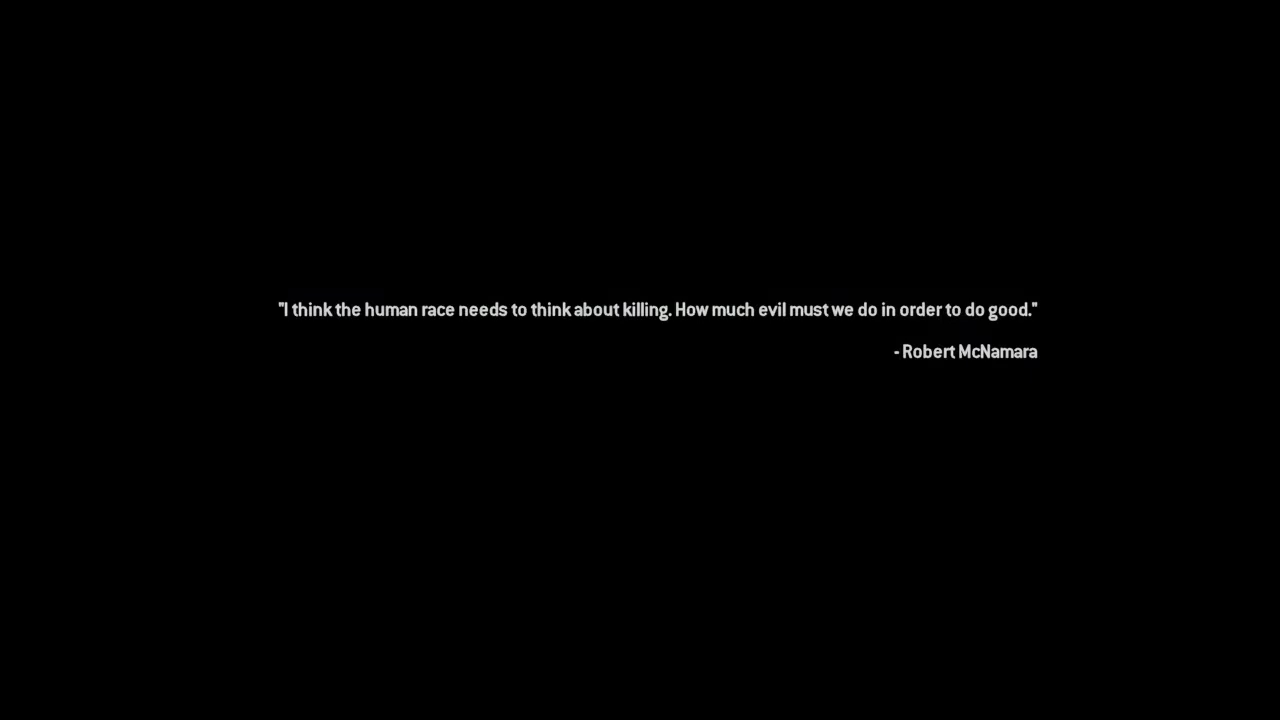 "I think the human race needs to think about killing. How much evil must we do in order to do good."
- Robert McNamara